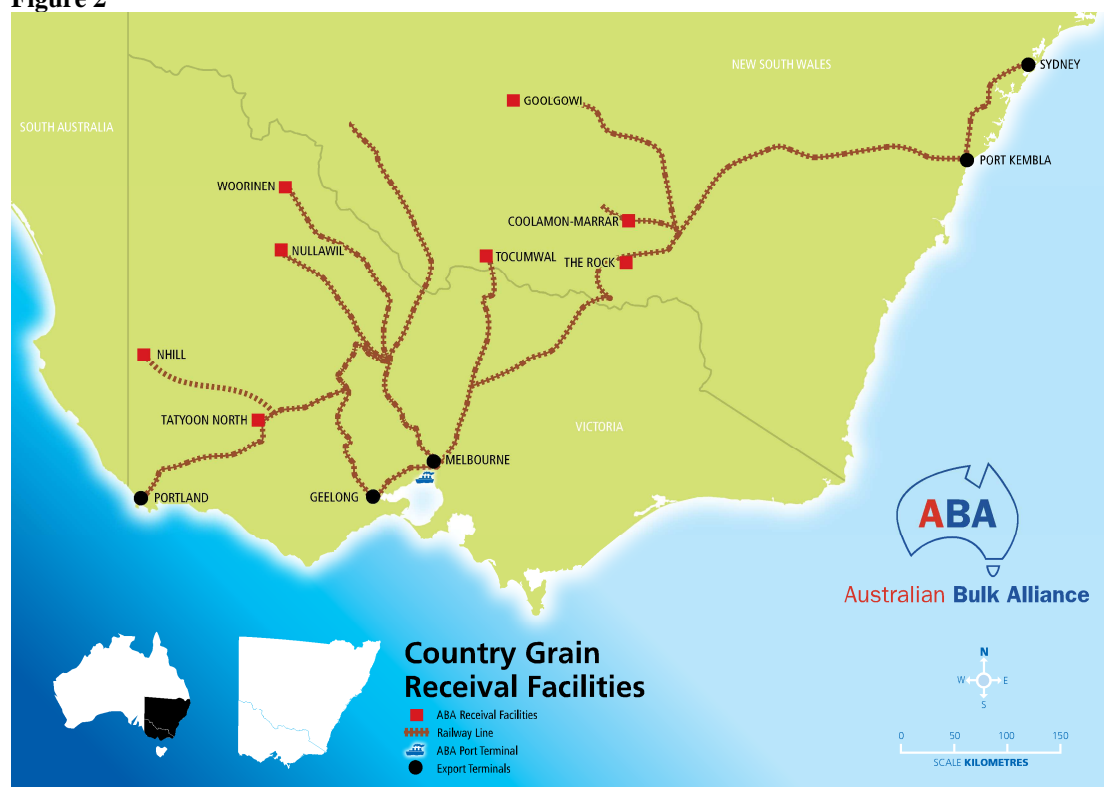 Figure 2
NEW SOUTH WALES
SYDNEY
GOOLGOWI
SOUTH AUSTRALIA
PORT KEMBLA
WOORINEN
COOLAMON-MARRAR
NULLAWIL
TOCUMWAL
THE ROCK
NHILL
TATYOON NORTH
VICTORIA
MELBOURNE
PORTLAND
GEELONG
ABA
Australian Bulk Alliance
Country Grain
Receival Facilities
ABA Receival Facilities
Railway Line
ABA Port Terminal
Export Terminals
N
W E
S
0 50 100 150
SCALE KILOMETRES